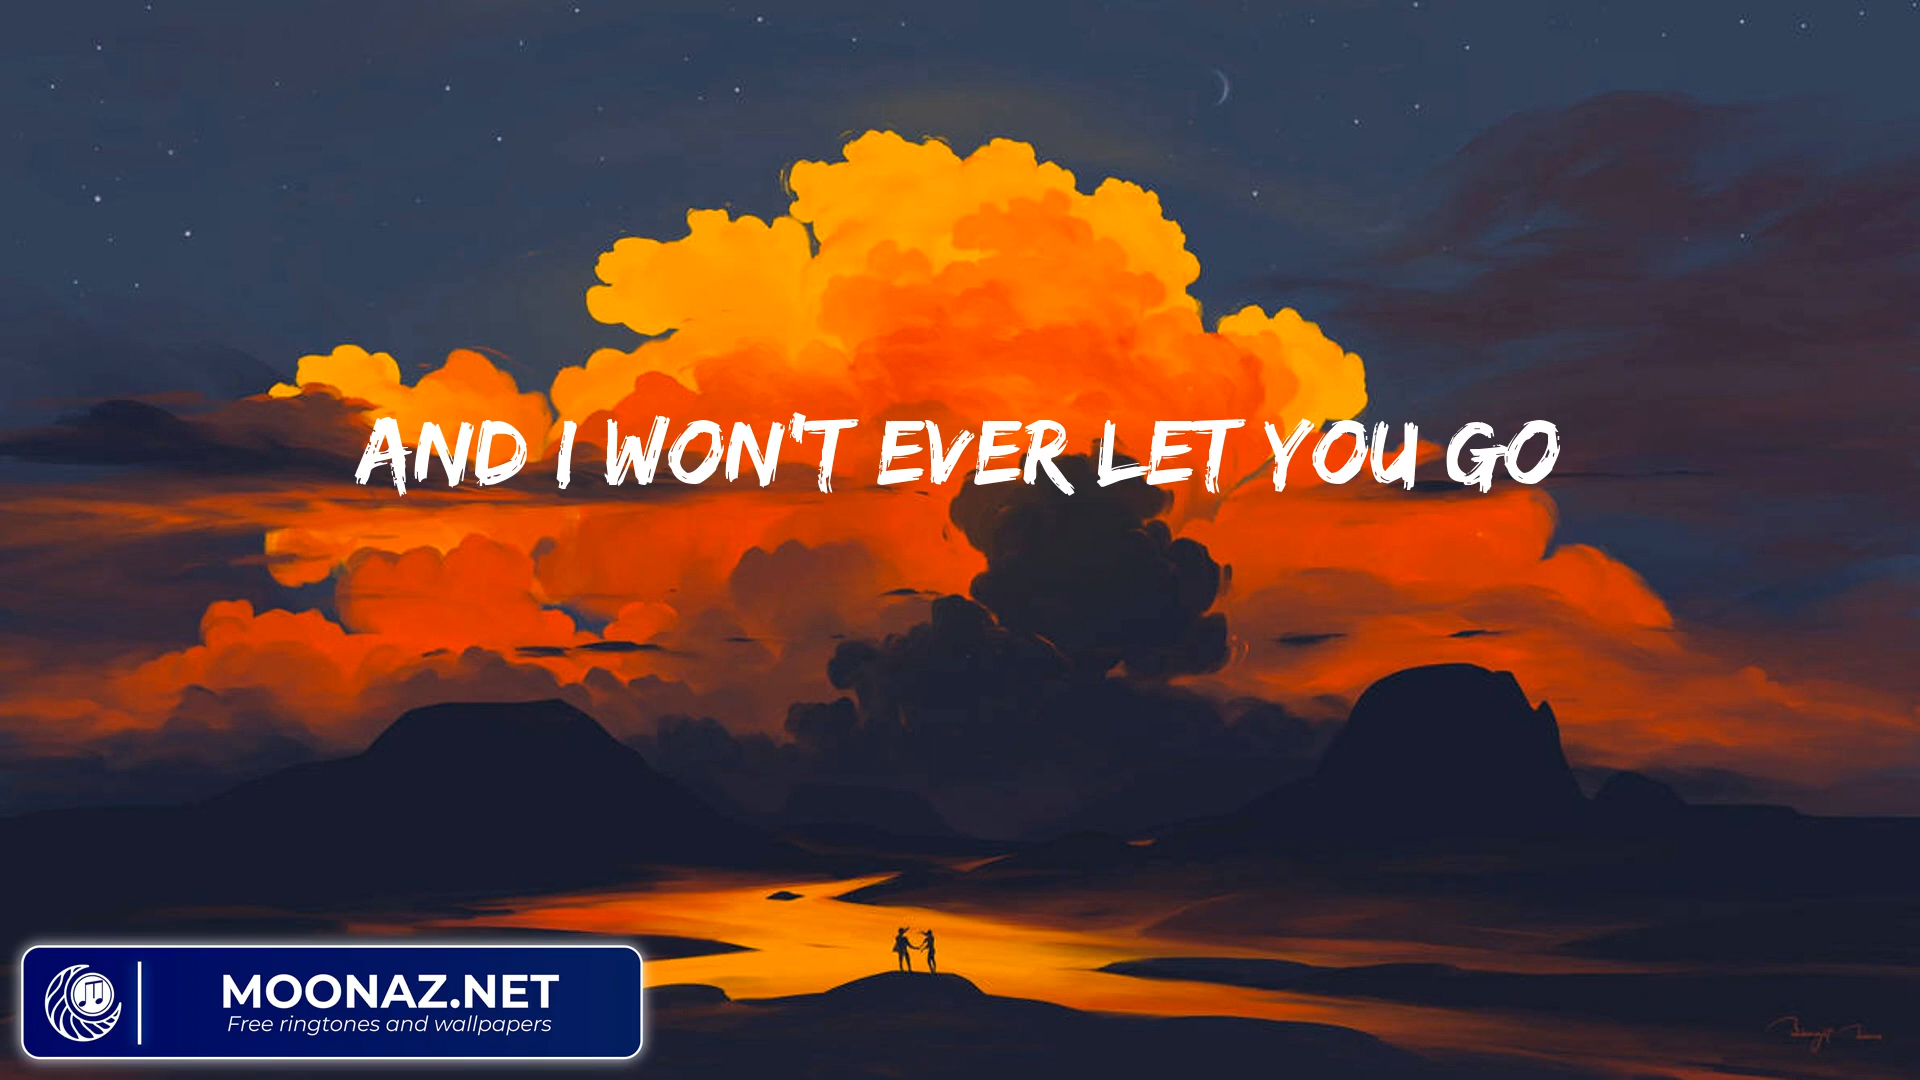 AND I WON'T EVER LET YOU GO
MOONAZ.NET
Free ringtones and wallpapers